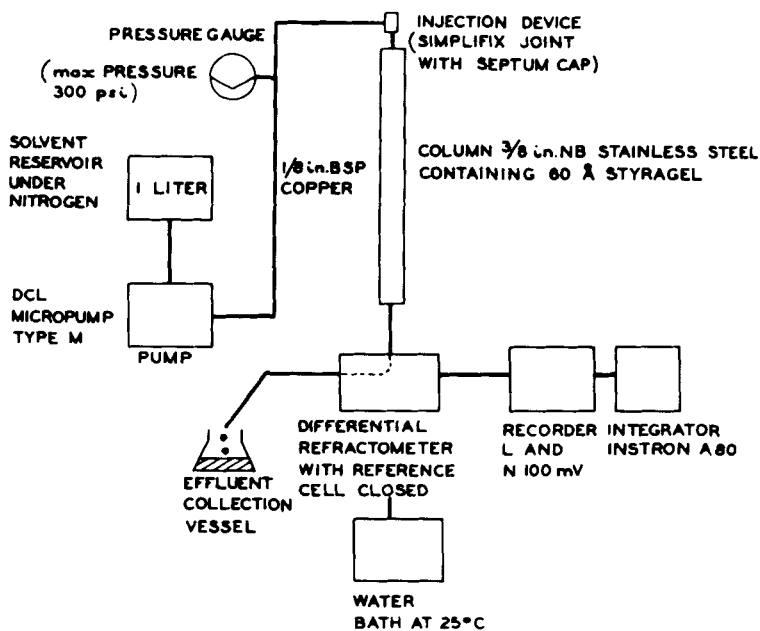 PRESSURE GAUGE
(max PRESSURE
300 psi)
INJECTION DEVICE
(SIMPLIFIX JOINT
WITH SEPTUM CAP)
SOLVENT
RESERVOIR
UNDER
NITROGEN
1 LITER
1/8 in.BSP
COPPER
COLUMN 3/8 in.NB STAINLESS STEEL
CONTAINING 60 Å STYRAGEL
DCL
MICROPUMP
TYPE M
PUMP
DIFFERENTIAL
REFRACTOMETER
WITH REFERENCE
CELL CLOSED
RECORDER
L AND
N 100 mV
INTEGRATOR
INSTRON A80
EFFLUENT
COLLECTION
VESSEL
WATER
BATH AT 25°C